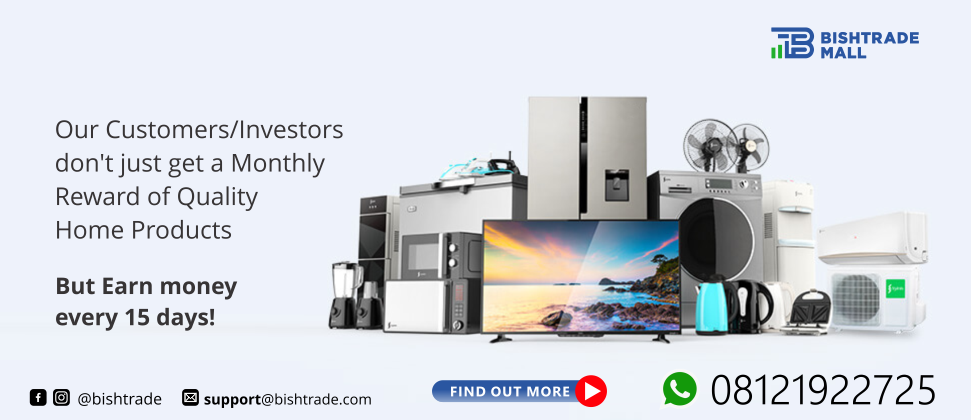 BISHTRADE
MALL
Our Customers/Investors
don't just get a Monthly
Reward of Quality
Home Products
But Earn money
every 15 days!
@bishtrade
support@bishtrade.com
FIND OUT MORE
08121922725